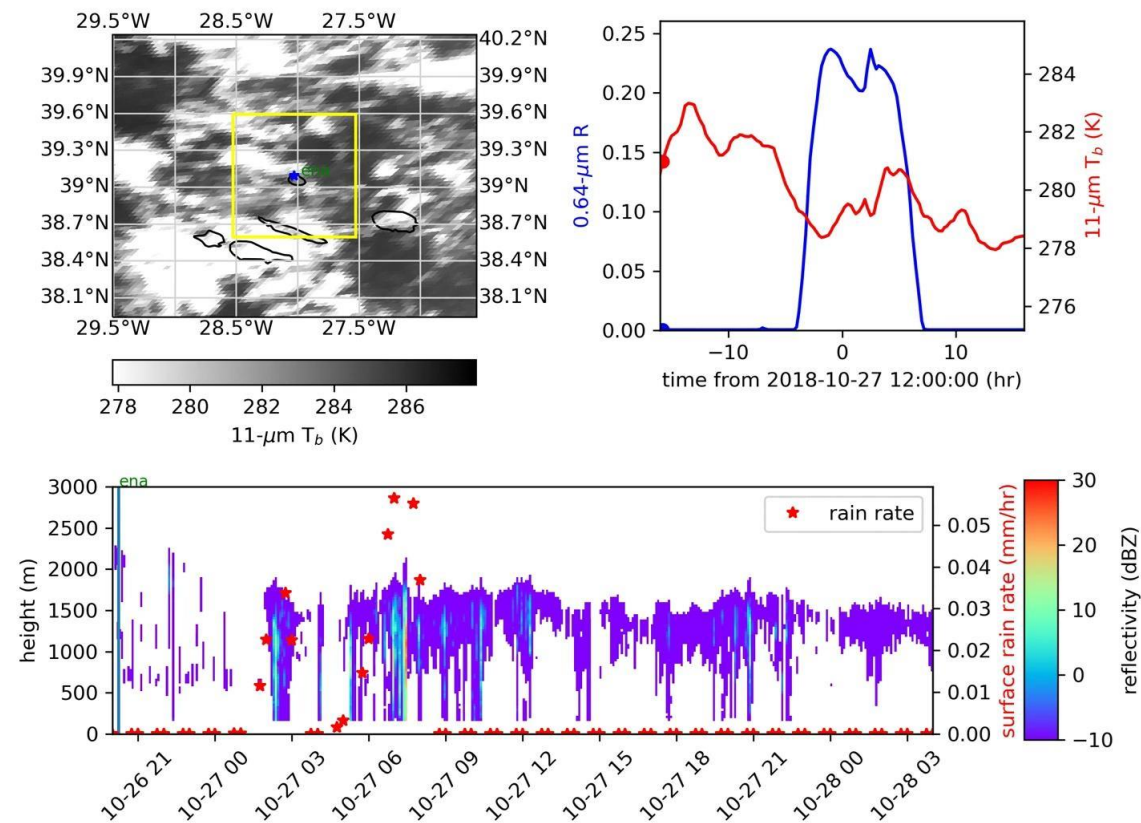 29.5°W 28.5°W 27.5°W
40.2°N
39.9°N 39.9°N
39.6°N 39.6°N
39.3°N 39.3°N
39°N ena 39°N
38.7°N 38.7°N
38.4°N 38.4°N
38.1°N 38.1°N
29.5°W 28.5°W 27.5°W
278 280 282 284 286
11-μm Tb (K)
0.25
0.20
0.15
0.10
0.05
0.00
0.64-μm R
284
282
280
278
276
11-μm Tb (K)
−10 0 10
time from 2018-10-27 12:00:00 (hr)
ena
3000
2500
2000
1500
1000
500
0
height (m)
rain rate
0.05
0.04
0.03
0.02
0.01
0.00
surface rain rate (mm/hr)
30
20
10
0
−10
reflectivity (dBZ)
10-26 21
10-27 00
10-27 03
10-27 06
10-27 09
10-27 12
10-27 15
10-27 18
10-27 21
10-28 00
10-28 03